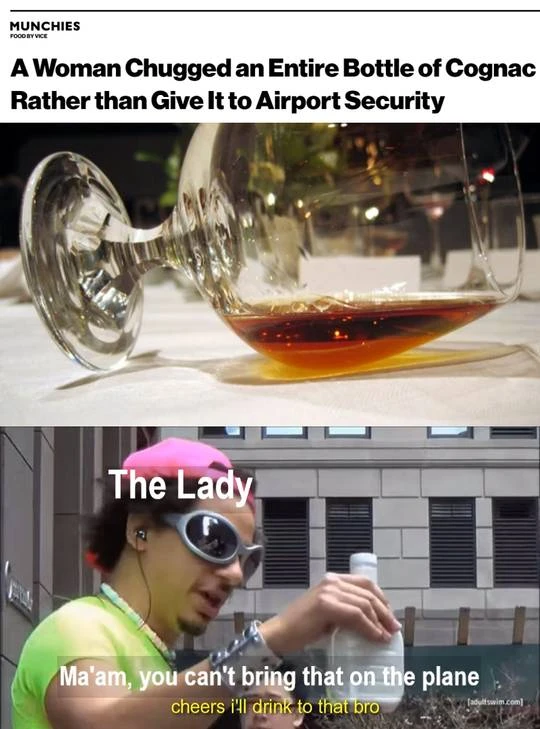 MUNCHIES
FOOD BY VICE
A Woman Chugged an Entire Bottle of Cognac
Rather than Give It to Airport Security
The Lady
Ma'am, you can't bring that on the plane
cheers i'll drink to that bro
[adultswim.com]